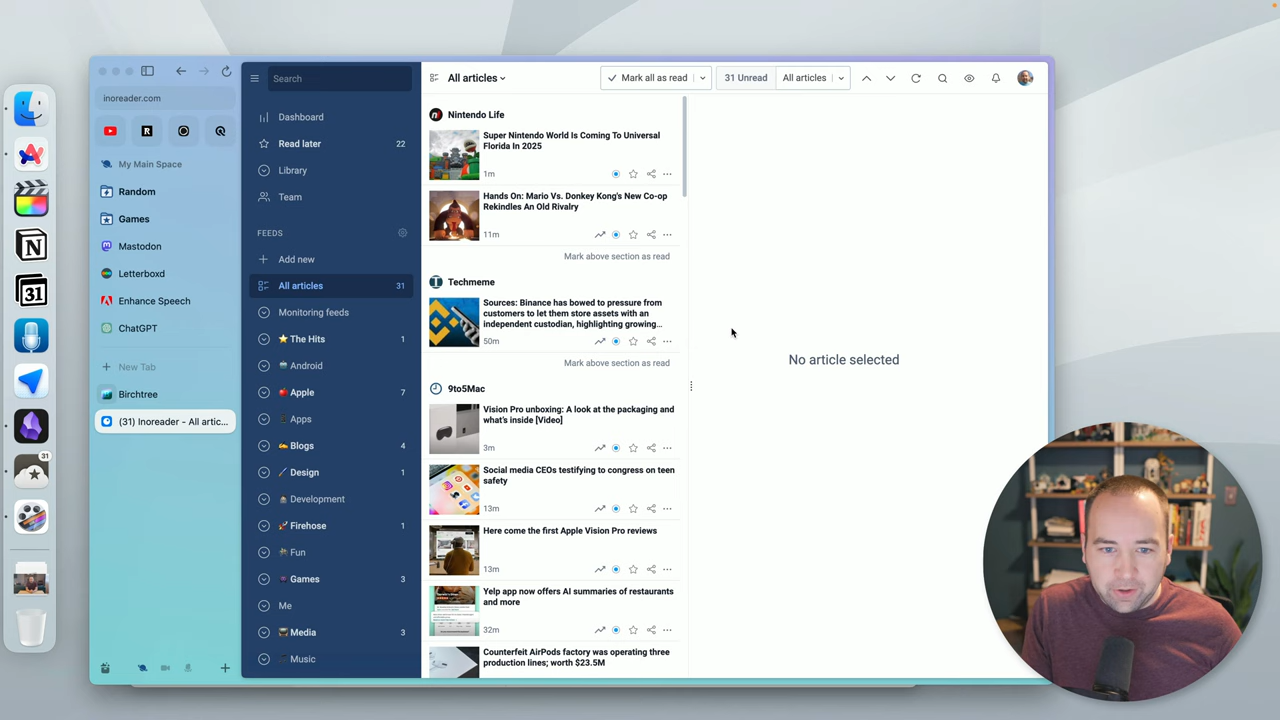 inoreader.com
My Main Space
Random
Games
Mastodon
Letterboxd
Enhance Speech
ChatGPT
New Tab
Birchtree
(31) Inoreader - All artic...
31
31
Search
Dashboard
Read later 22
Library
Team
FEEDS
Add new
All articles 31
Monitoring feeds
The Hits 1
Android
Apple 7
Apps
Blogs 4
Design 1
Development
Firehose 1
Fun
Games 3
Me
Media 3
Music
All articles
Mark all as read
31 Unread
All articles
Nintendo Life
Super Nintendo World Is Coming To Universal
Florida In 2025
1m
Hands On: Mario Vs. Donkey Kong's New Co-op
Rekindles An Old Rivalry
11m
Mark above section as read
Techmeme
Sources: Binance has bowed to pressure from
customers to let them store assets with an
independent custodian, highlighting growing...
50m
Mark above section as read
9to5Mac
Vision Pro unboxing: A look at the packaging and
what's inside [Video]
3m
Social media CEOs testifying to congress on teen
safety
13m
Here come the first Apple Vision Pro reviews
13m
Yelp app now offers AI summaries of restaurants
and more
32m
Counterfeit AirPods factory was operating three
production lines; worth $23.5M
No article selected